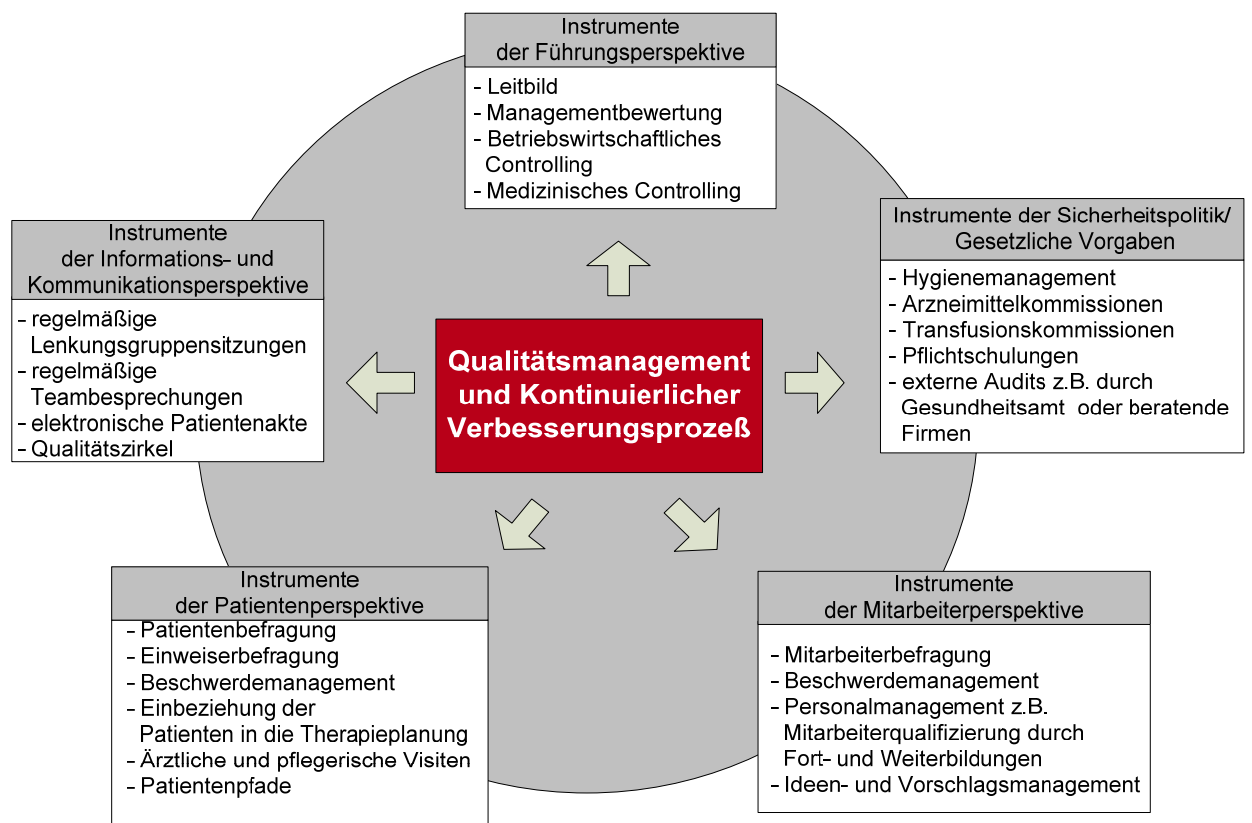 Instrumente
der Führungsperspektive
- Leitbild
- Managementbewertung
- Betriebswirtschaftliches
Controlling
- Medizinisches Controlling
Instrumente
der Informations- und
Kommunikationsperspektive
- regelmäßige
Lenkungsgruppensitzungen
- regelmäßige
Teambesprechungen
- elektronische Patientenakte
- Qualitätszirkel
Qualitätsmanagement
und Kontinuierlicher
Verbesserungsprozeß
Instrumente der Sicherheitspolitik/
Gesetzliche Vorgaben
- Hygienemanagement
- Arzneimittelkommissionen
- Transfusionskommissionen
- Pflichtschulungen
- externe Audits z.B. durch
Gesundheitsamt oder beratende
Firmen
Instrumente
der Patientenperspektive
- Patientenbefragung
- Einweiserbefragung
- Beschwerdemanagement
- Einbeziehung der
Patienten in die Therapieplanung
- Ärztliche und pflegerische Visiten
- Patientenpfade
Instrumente
der Mitarbeiterperspektive
- Mitarbeiterbefragung
- Beschwerdemanagement
- Personalmanagement z.B.
Mitarbeiterqualifizierung durch
Fort- und Weiterbildungen
- Ideen- und Vorschlagsmanagement